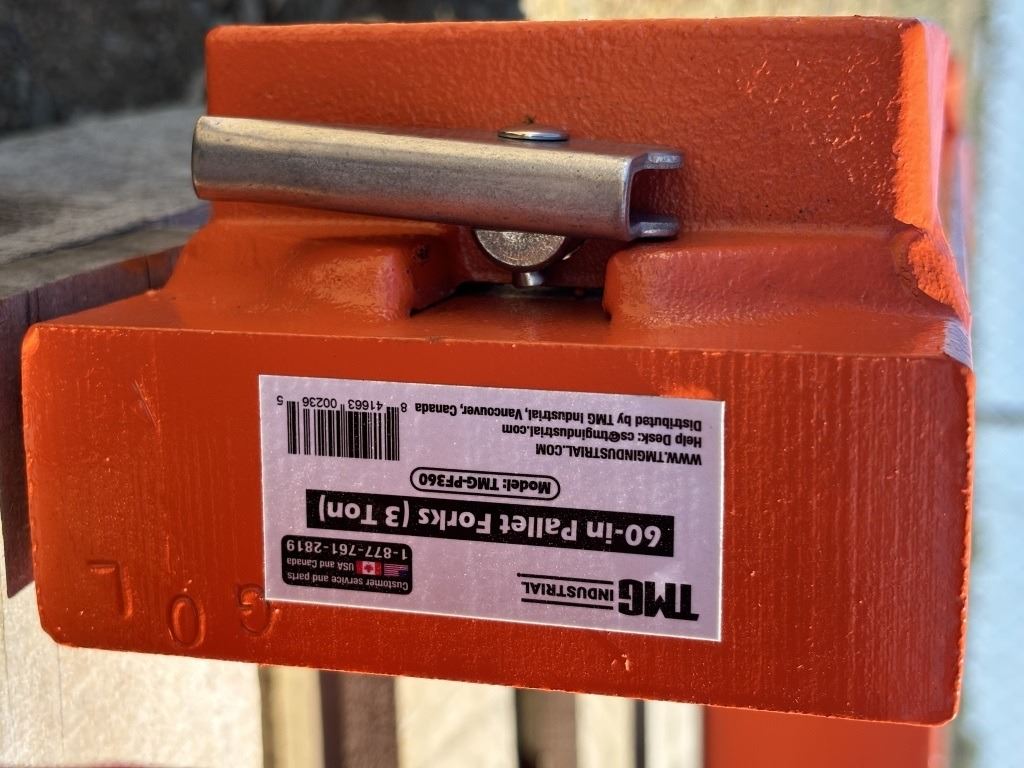 TMG
INDUSTRIAL
Customer service and parts
USA and Canada
1-877-761-2819
60-in Pallet Forks (3 Ton)
Model: TMG-PF360
WWW.TMGINDUSTRIAL.COM
Help Desk: cs@tmgindustrial.com
Distributed by TMG Industrial, Vancouver, Canada
8 41663 00236 5